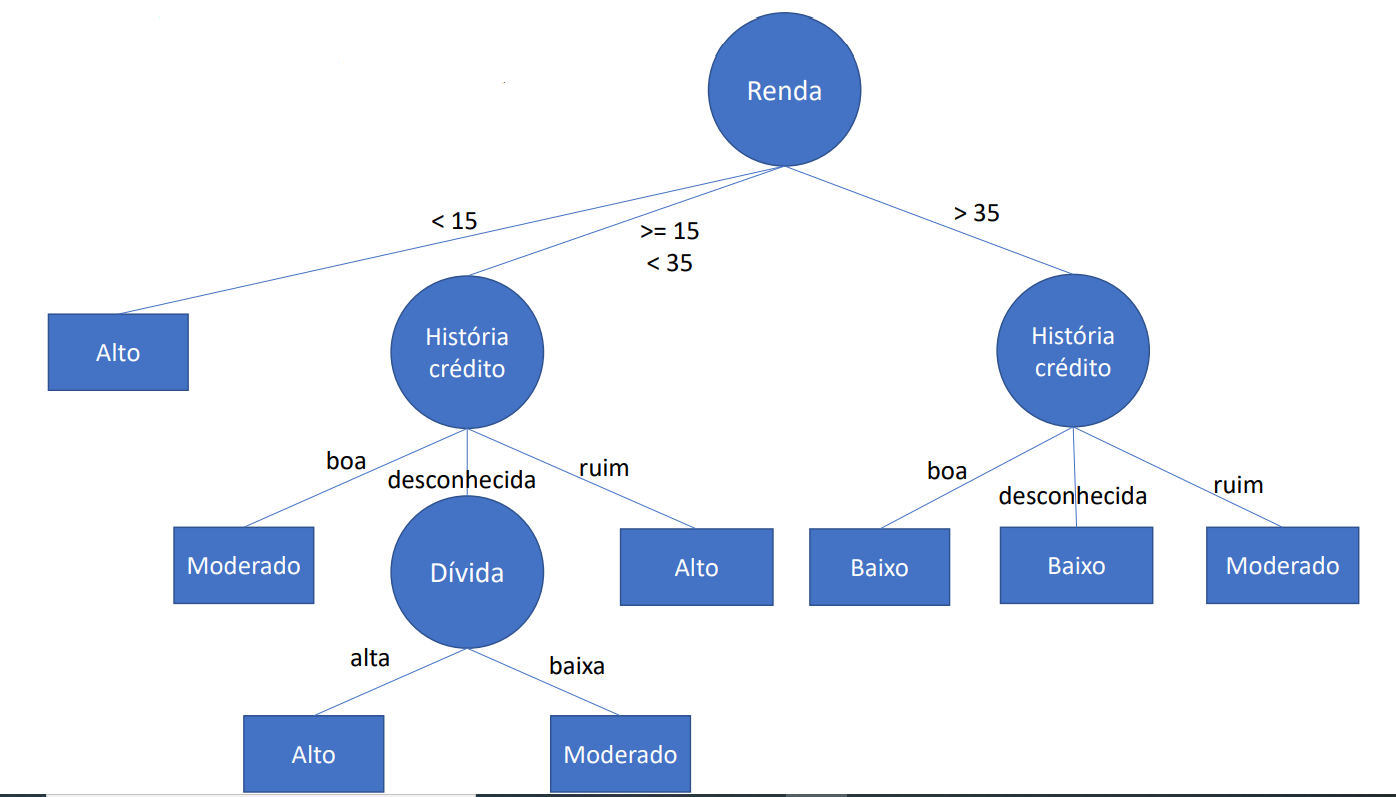 Renda
< 15
>= 15
< 35
> 35
Alto
História
crédito
História
crédito
boa
desconhecida
ruim
boa
desconhecida
ruim
Moderado
Dívida
Alto
Baixo
Baixo
Moderado
alta
baixa
Alto
Moderado